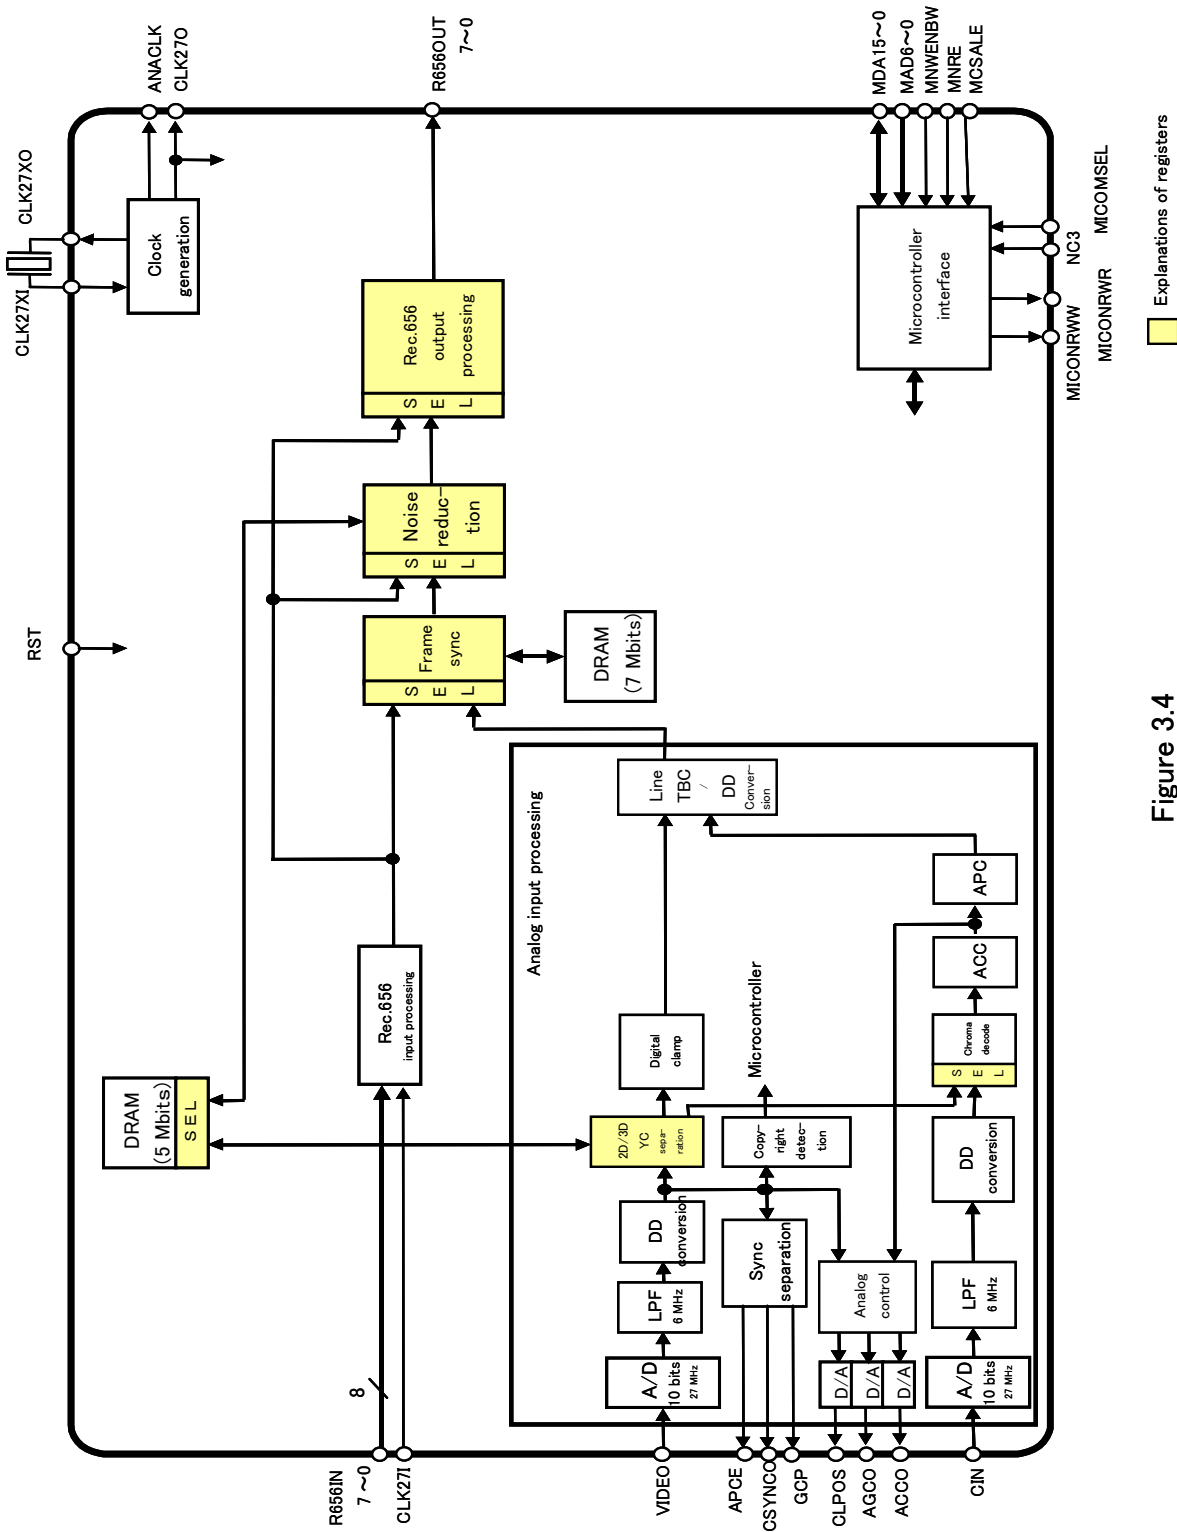 CLK27XI
CLK27XO
ANACLK
CLK27O
Clock
generation
RST
R656OUT
7～0
Rec.656
output
processing
S E L
Noise
reduc-
tion
S E L
Frame
sync
S E L
DRAM
(7 Mbits)
DRAM
(5 Mbits)
SEL
Rec.656
input processing
8
R656IN
7～0
CLK27I
MDA15～0
MAD6～0
MNWENBW
MNRE
MCSALE
Microcontroller
interface
MICONRWW
MICONRWR
NC3
MICOMSEL
Explanations of registers
Analog input processing
Line
TBC
/
DD
Conver-
sion
Digital
clamp
2D/3D
YC
sepa-
ration
DD
conversion
LPF
6 MHz
A/D
10 bits
27 MHz
VIDEO
Microcontroller
Copy-
right
detec-
tion
Sync
separation
APCE
CSYNCO
GCP
Analog
control
D/A
D/A
D/A
CLPOS
AGCO
ACCO
APC
ACC
Chroma
decode
S E L
DD
conversion
LPF
6 MHz
A/D
10 bits
27 MHz
CIN
Figure 3.4